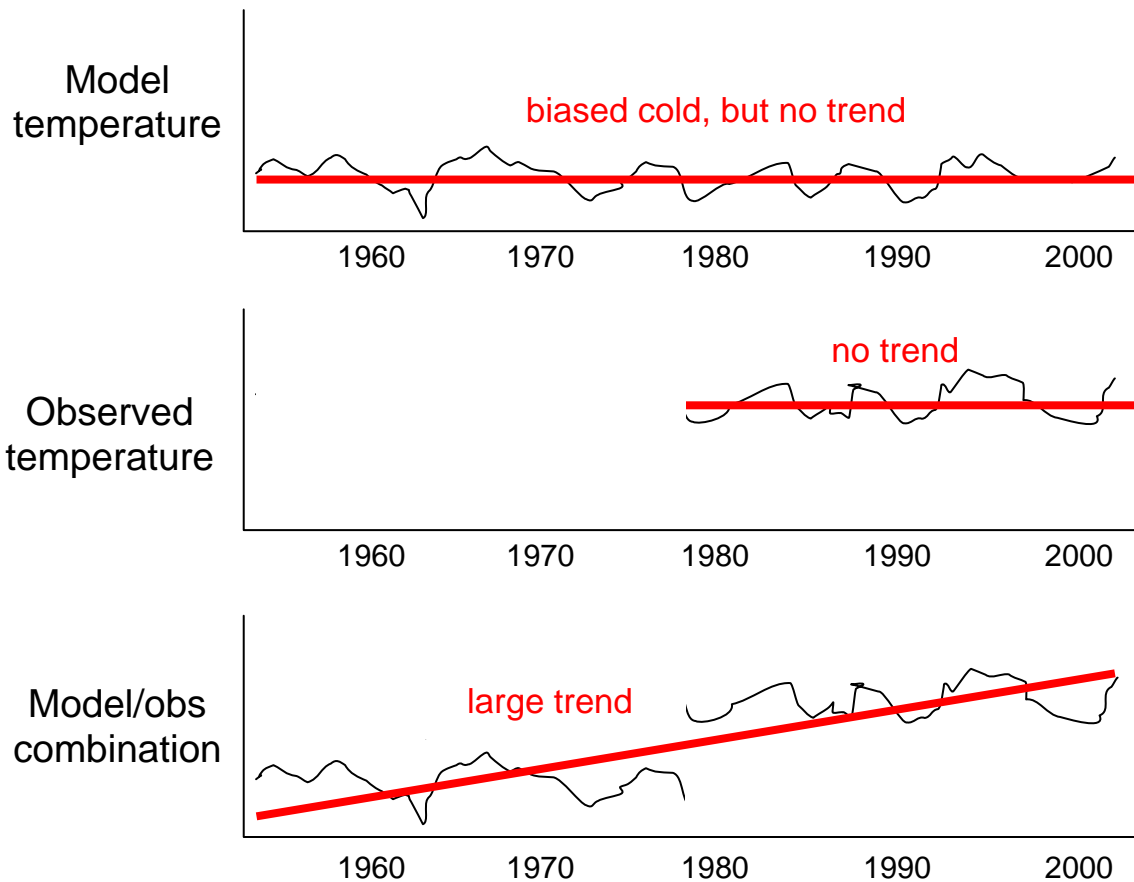 Model
temperature
biased cold, but no trend
1960 1970 1980 1990 2000
Observed
temperature
no trend
1960 1970 1980 1990 2000
Model/obs
combination
large trend
1960 1970 1980 1990 2000